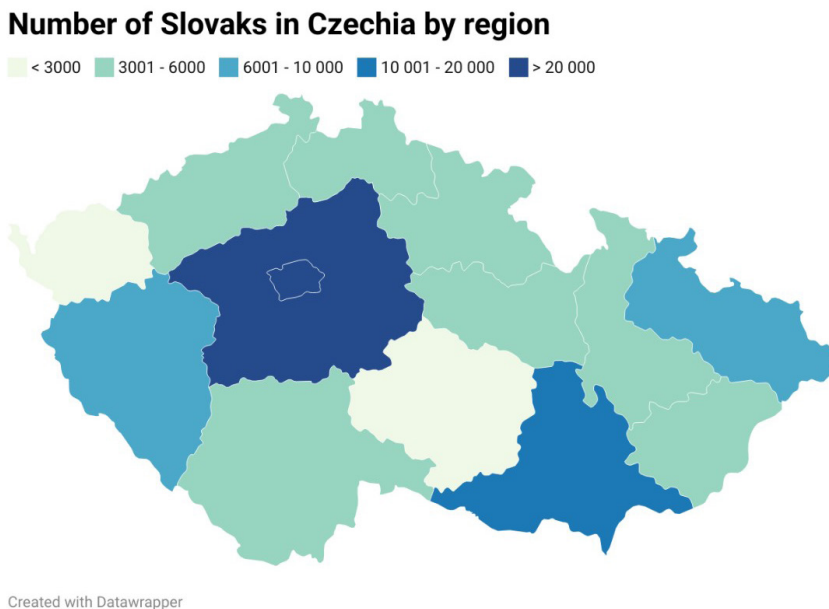 Number of Slovaks in Czechia by region
< 3000 3001 - 6000 6001 - 10 000 10 001 - 20 000 > 20 000
Created with Datawrapper